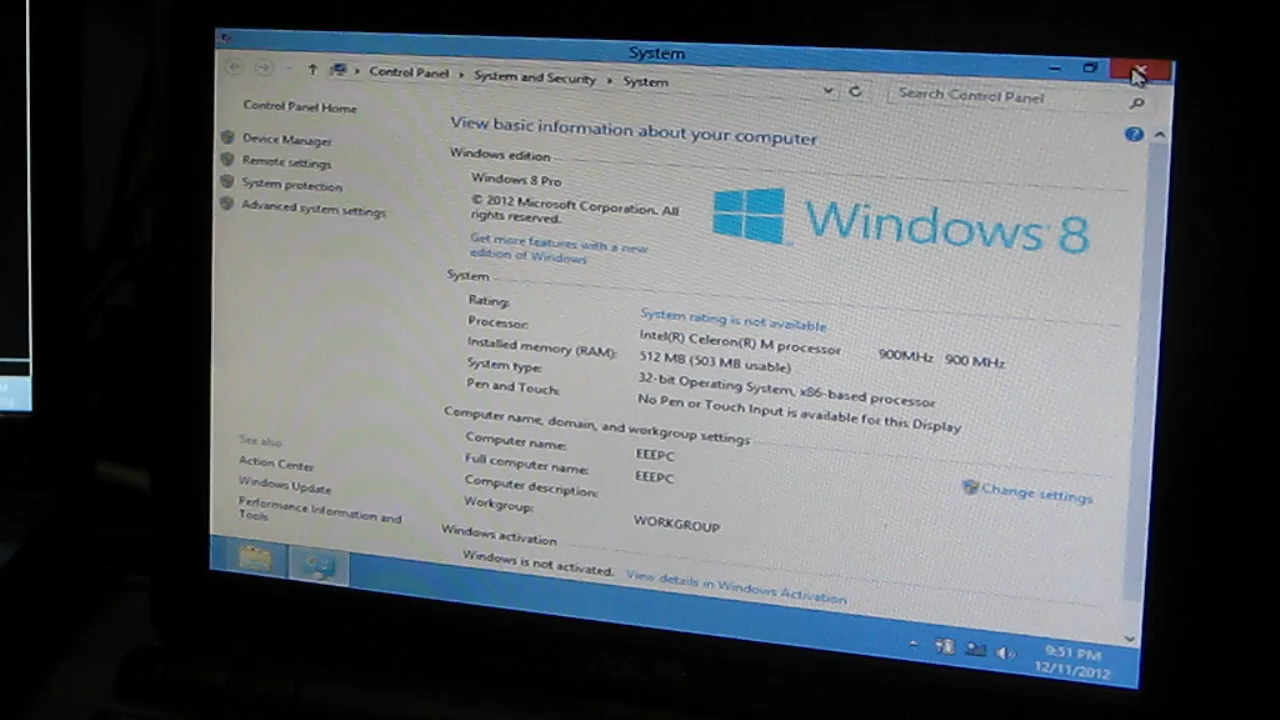 System
Control Panel
System and Security
System
Search Control Panel
Control Panel Home
Device Manager
Remote settings
System protection
Advanced system settings
View basic information about your computer
Windows edition
Windows 8 Pro
© 2012 Microsoft Corporation. All
rights reserved.
Get more features with a new
edition of Windows
Windows 8
System
Rating: System rating is not available
Processor: Intel(R) Celeron(R) M processor 900MHz 900 MHz
Installed memory (RAM): 512 MB (503 MB usable)
System type: 32-bit Operating System, x86-based processor
Pen and Touch: No Pen or Touch Input is available for this Display
Computer name, domain, and workgroup settings
Computer name: EEEPC
Full computer name: EEEPC
Computer description:
Workgroup: WORKGROUP
Change settings
Windows activation
Windows is not activated. View details in Windows Activation
See also
Action Center
Windows Update
Performance Information and
Tools
9:51 PM
12/11/2012